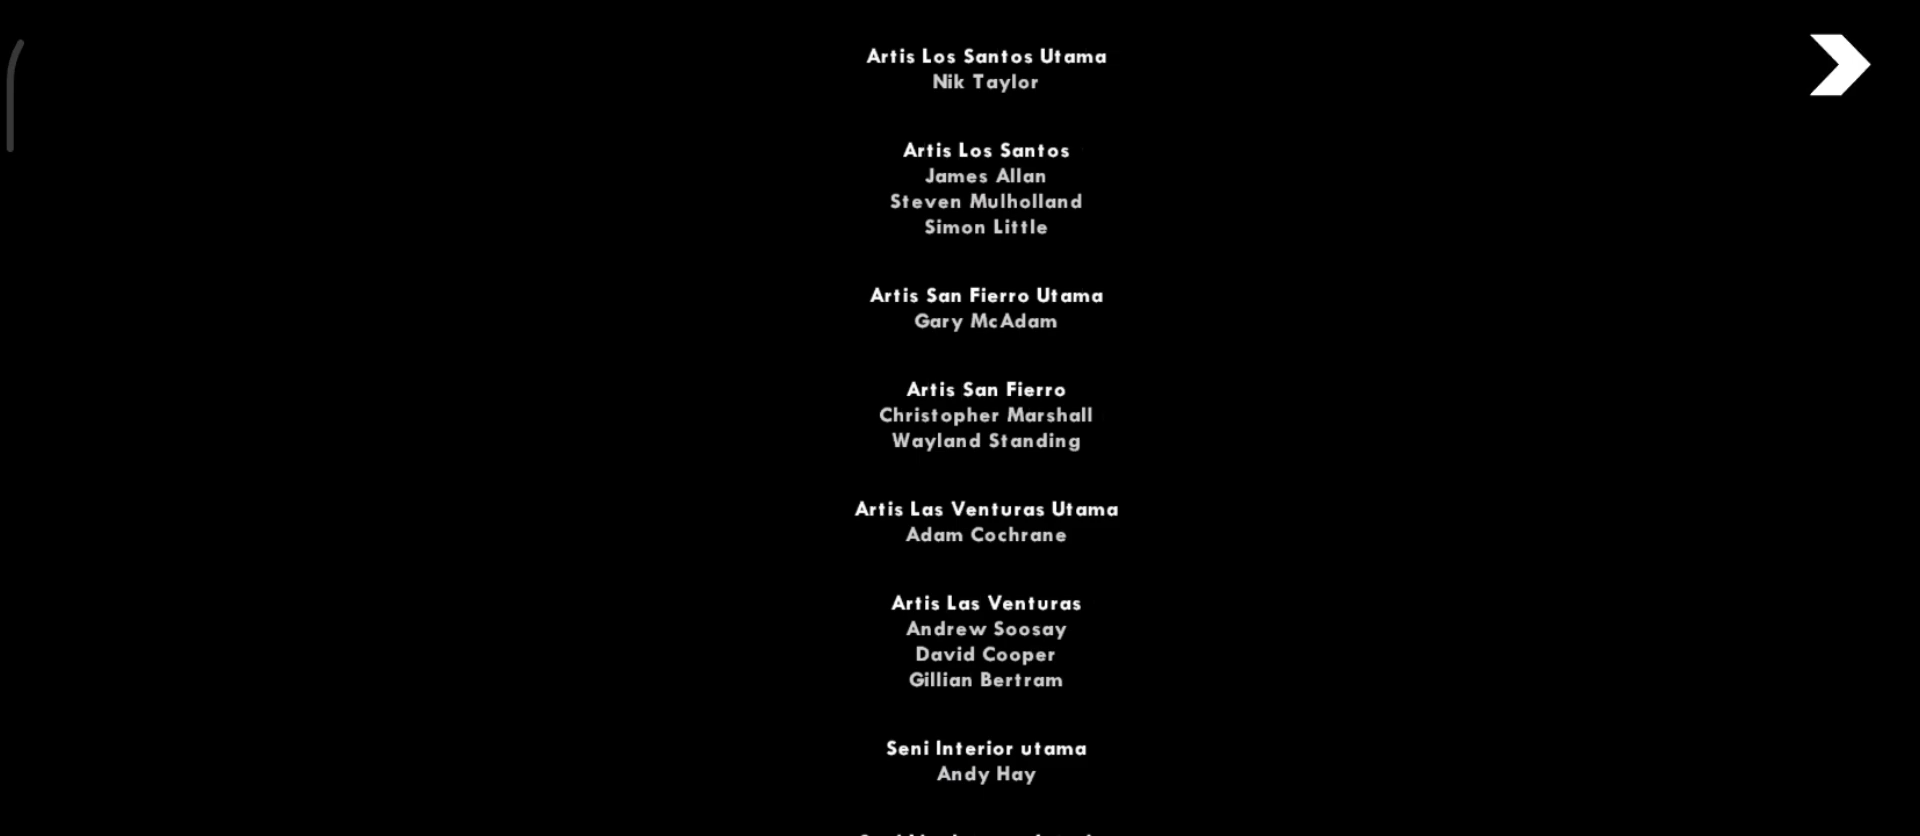 Artis Los Santos Utama
Nik Taylor
Artis Los Santos
James Allan
Steven Mulholland
Simon Little
Artis San Fierro Utama
Gary McAdam
Artis San Fierro
Christopher Marshall
Wayland Standing
Artis Las Venturas Utama
Adam Cochrane
Artis Las Venturas
Andrew Soosay
David Cooper
Gillian Bertram
Seni Interior utama
Andy Hay